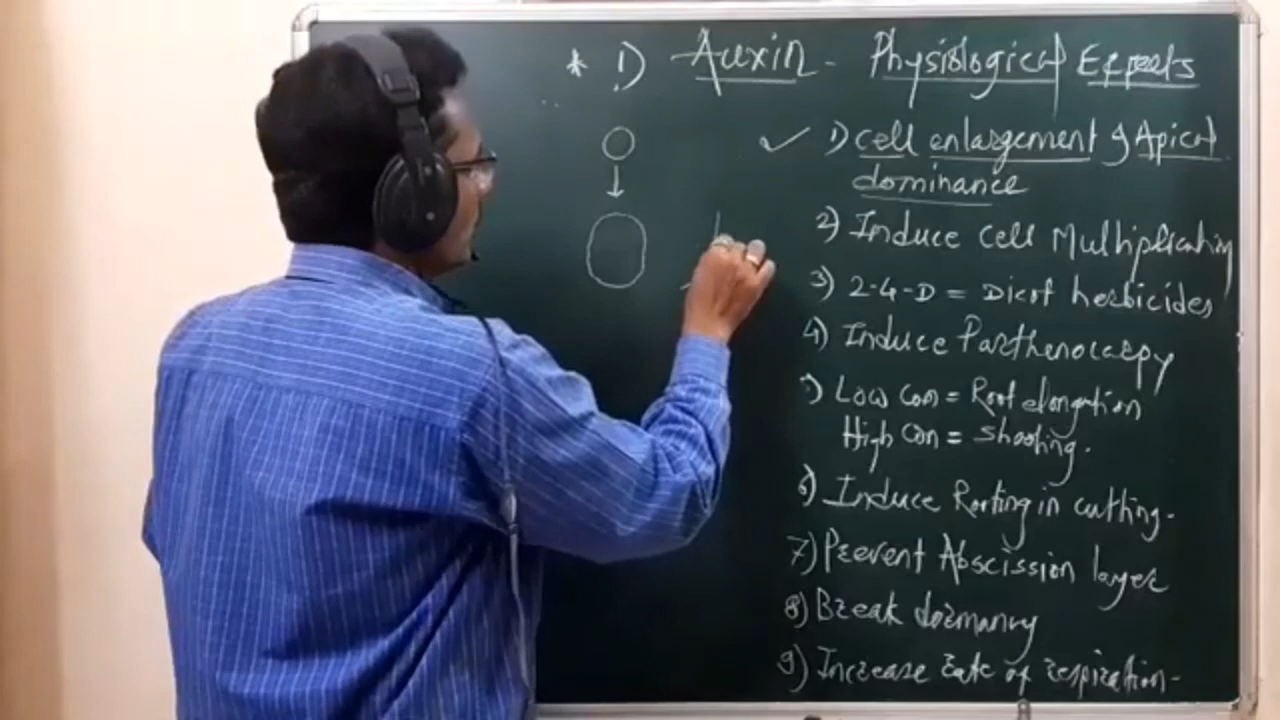 * 1) Auxin - Physiological Effects
✓ 1) cell enlargement & Apical
dominance
2) Induce cell Multiplication
3) 2-4-D = Dicot herbicides
4) Induce Parthenocarpy
5) Low Con = Root elongation
High Con = Shooting.
6) Induce Rooting in cutting.
7) Prevent Abscission layer
8) Break dormancy
9) Increase rate of respiration-